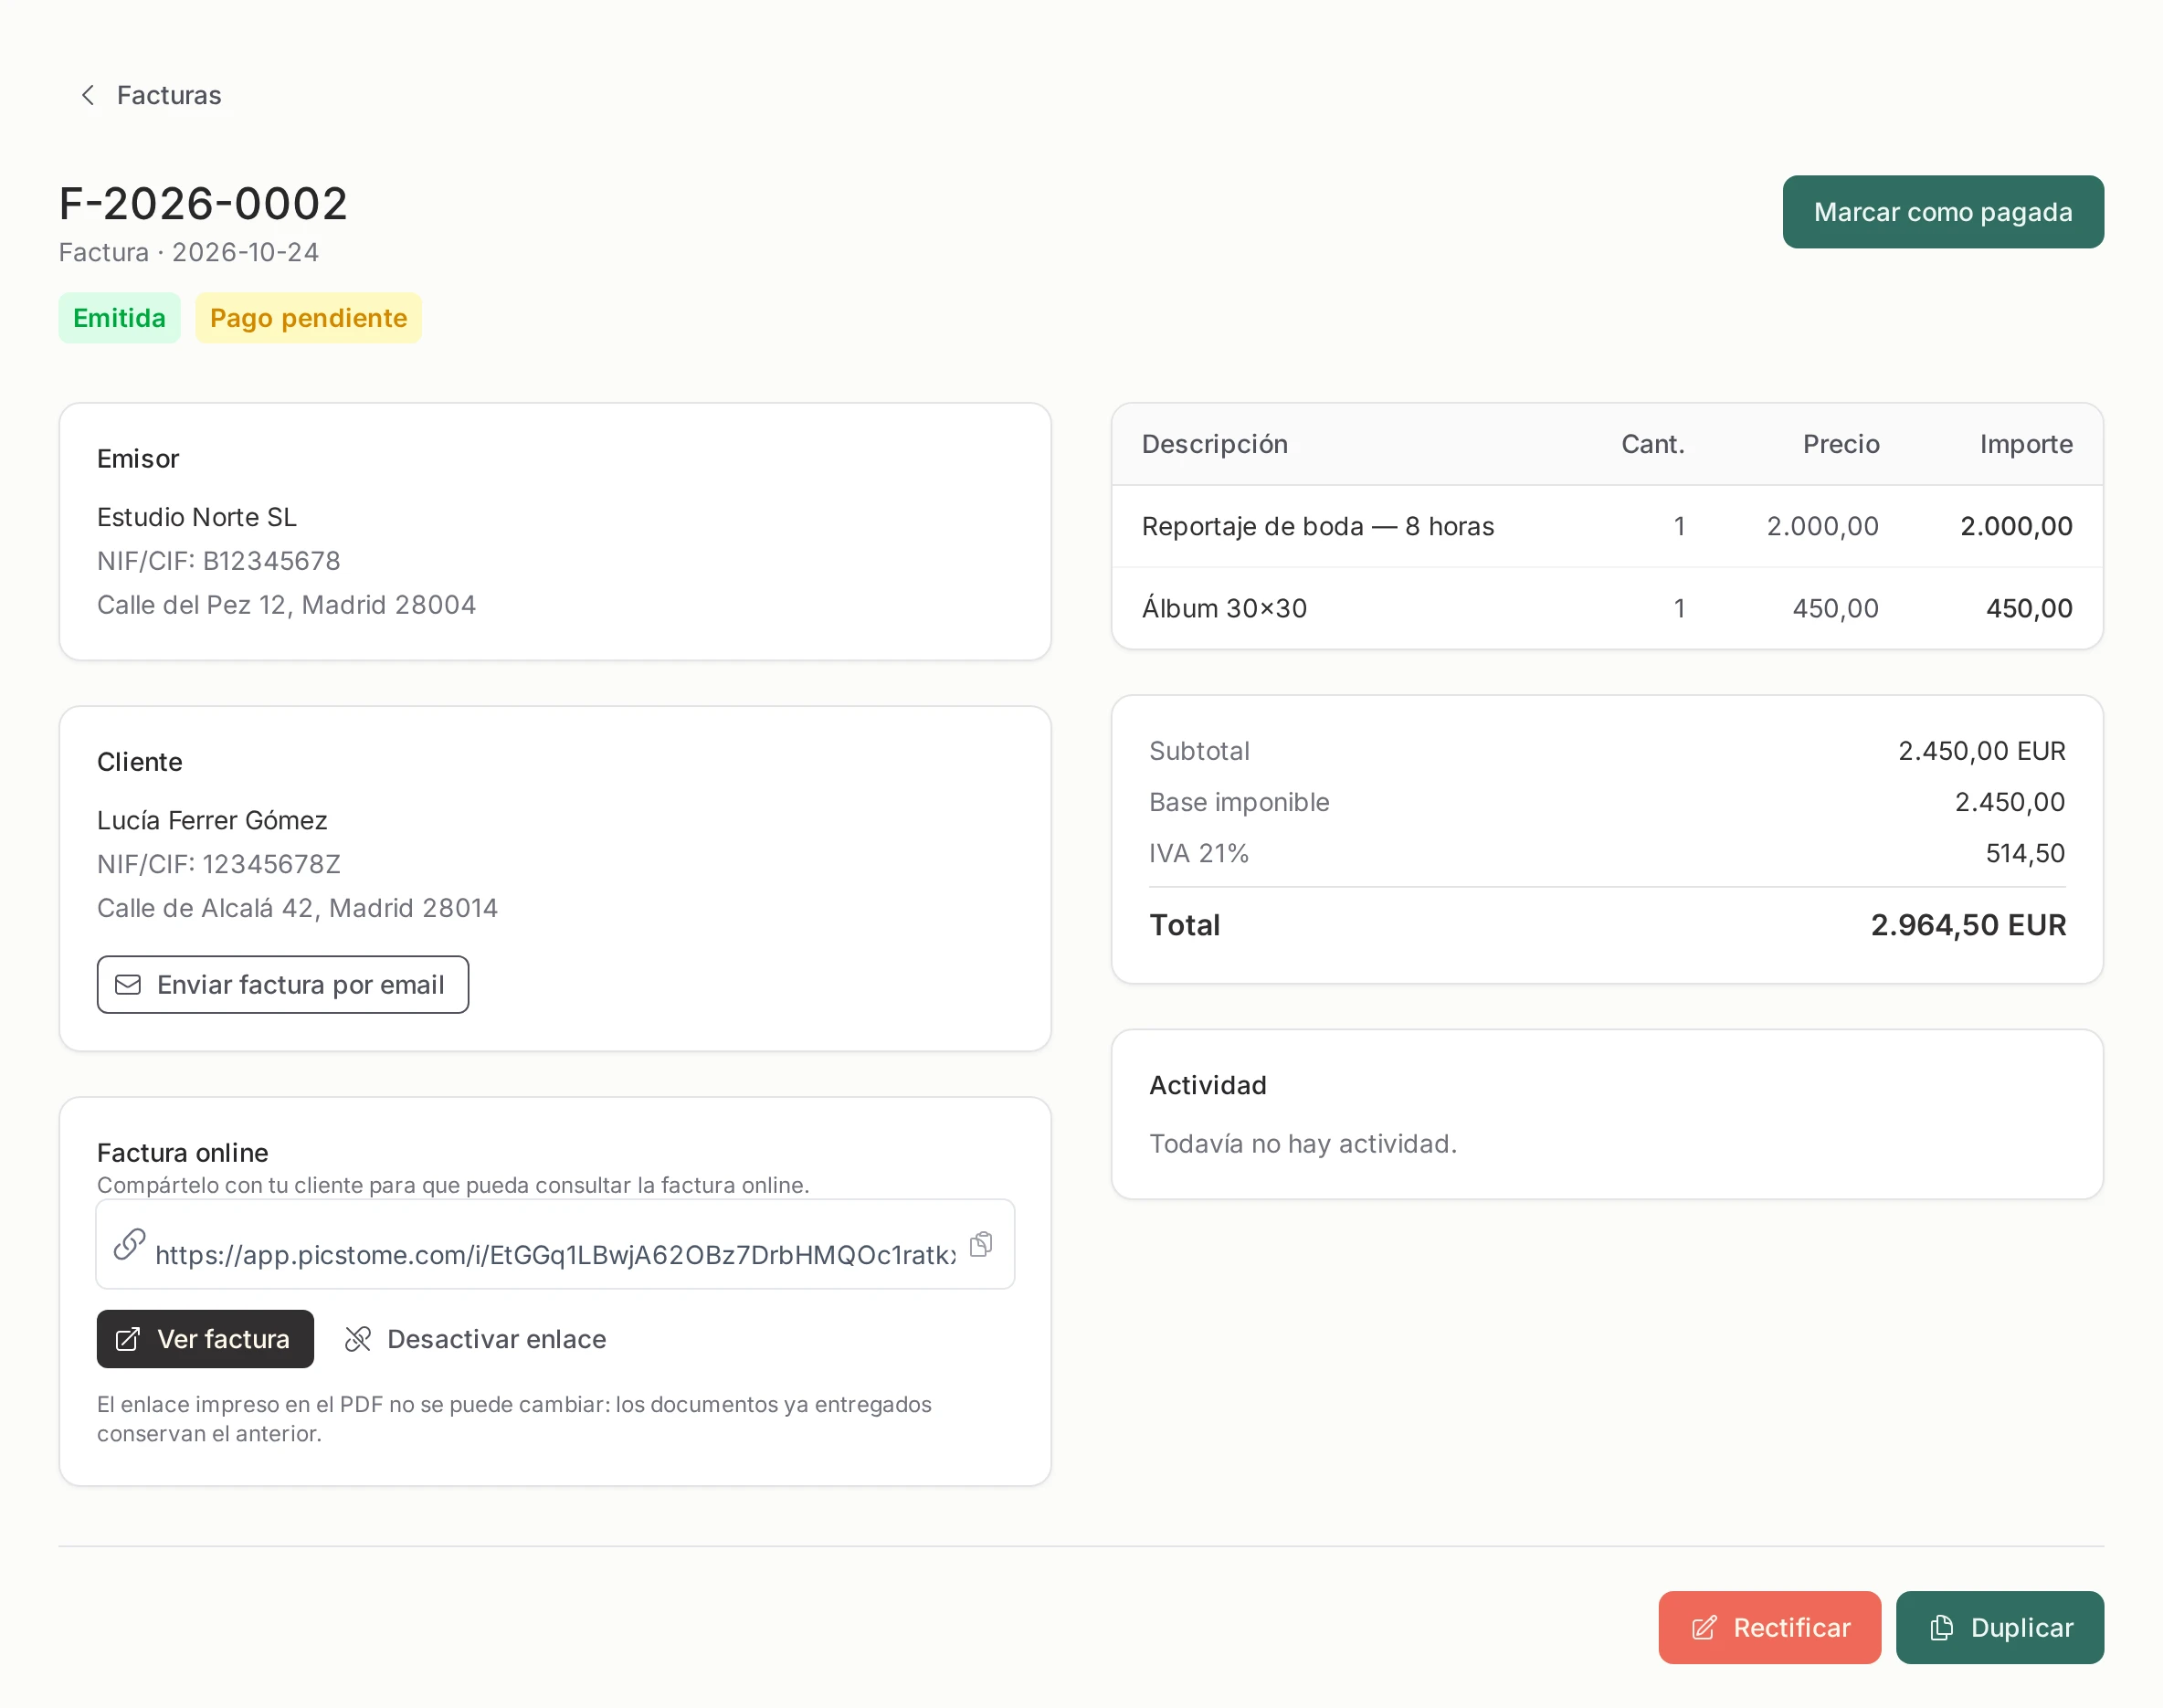 Facturas
F-2026-0002
Factura · 2026-10-24
Marcar como pagada
Emitida
Pago pendiente
Emisor
Estudio Norte SL
NIF/CIF: B12345678
Calle del Pez 12, Madrid 28004
Cliente
Lucía Ferrer Gómez
NIF/CIF: 12345678Z
Calle de Alcalá 42, Madrid 28014
Enviar factura por email
Factura online
Compártelo con tu cliente para que pueda consultar la factura online.
https://app.picstome.com/i/EtGGq1LBwjA62OBz7DrbHMQOc1ratk
Ver factura
Desactivar enlace
El enlace impreso en el PDF no se puede cambiar: los documentos ya entregados
conservan el anterior.
Descripción Cant. Precio Importe
Reportaje de boda — 8 horas 1 2.000,00 2.000,00
Álbum 30×30 1 450,00 450,00
Subtotal 2.450,00 EUR
Base imponible 2.450,00
IVA 21% 514,50
Total 2.964,50 EUR
Actividad
Todavía no hay actividad.
Rectificar
Duplicar